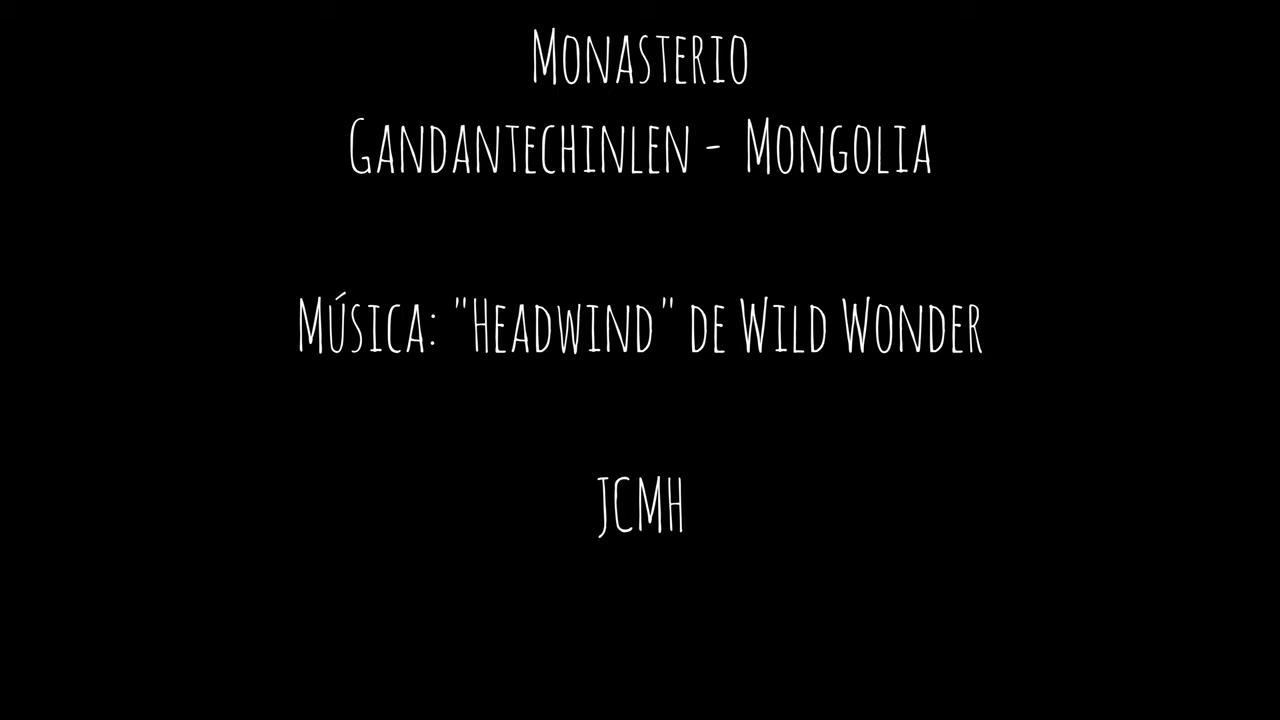 Monasterio
Gandantechinlen - Mongolia
Música: "Headwind" de Wild Wonder
JCMH